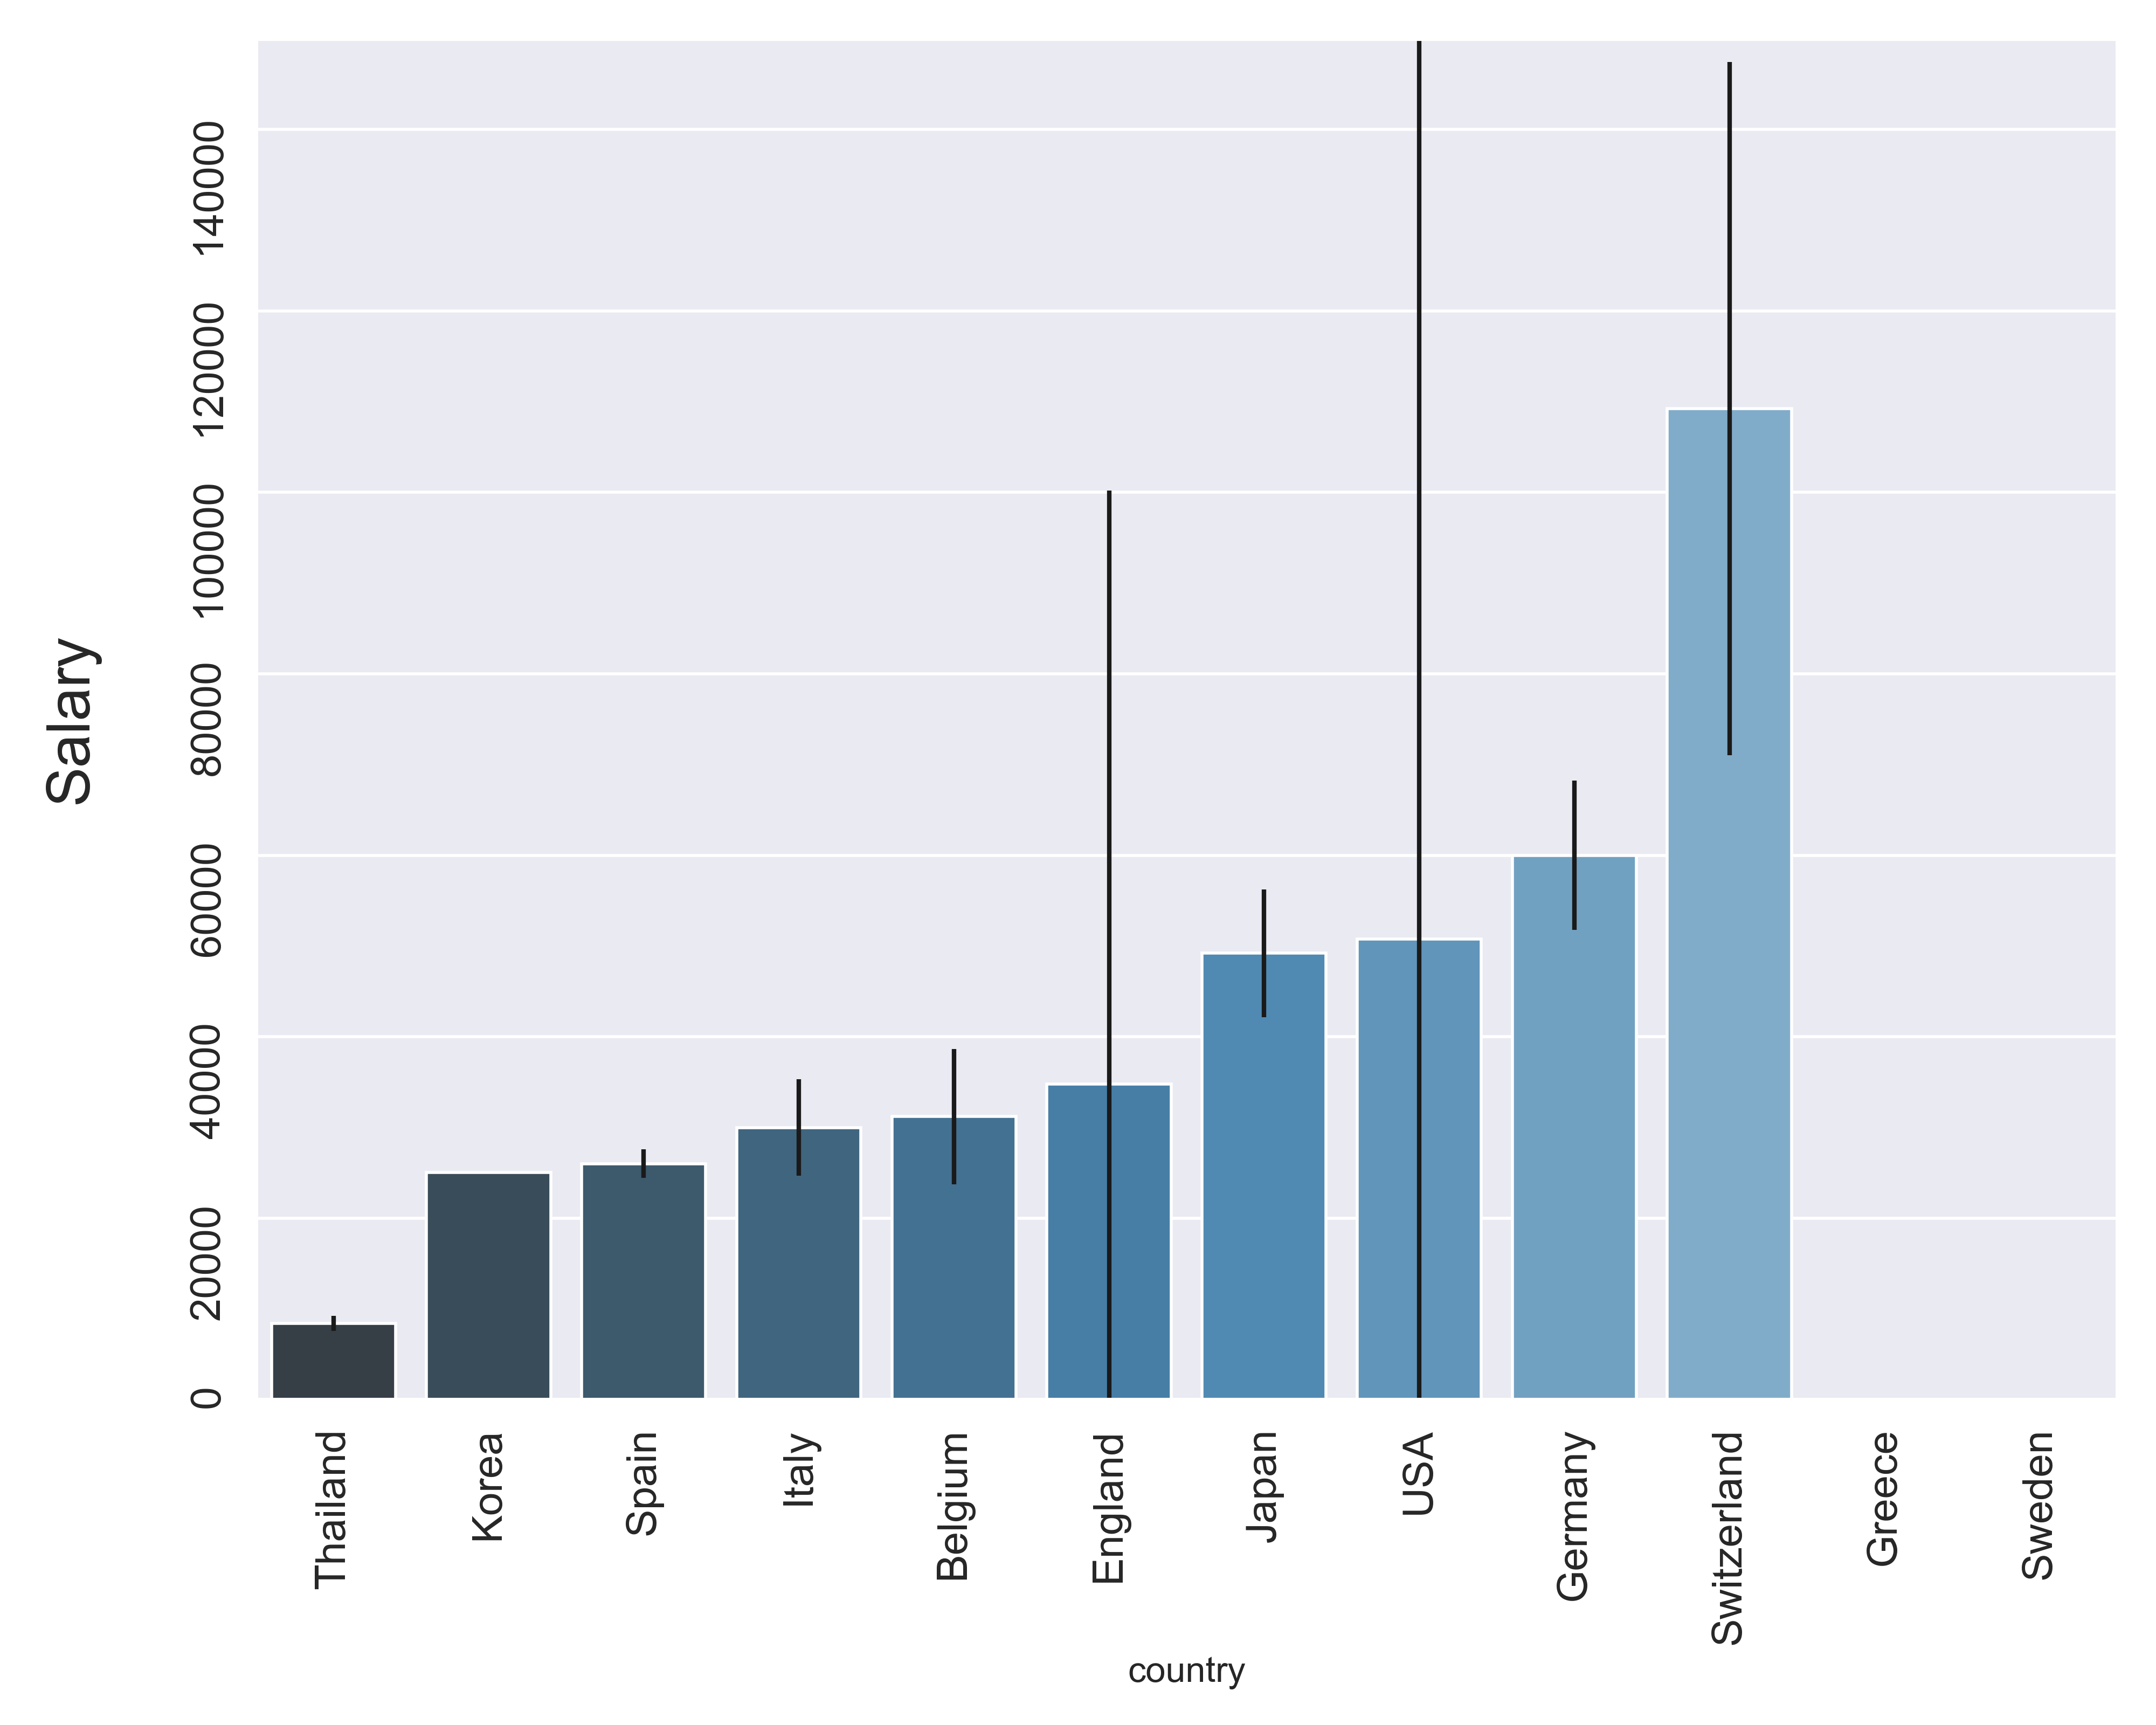 Salary
140000
120000
100000
80000
60000
40000
20000
0
Thailand
Korea
Spain
Italy
Belgium
England
Japan
USA
Germany
Switzerland
Greece
Sweden
country